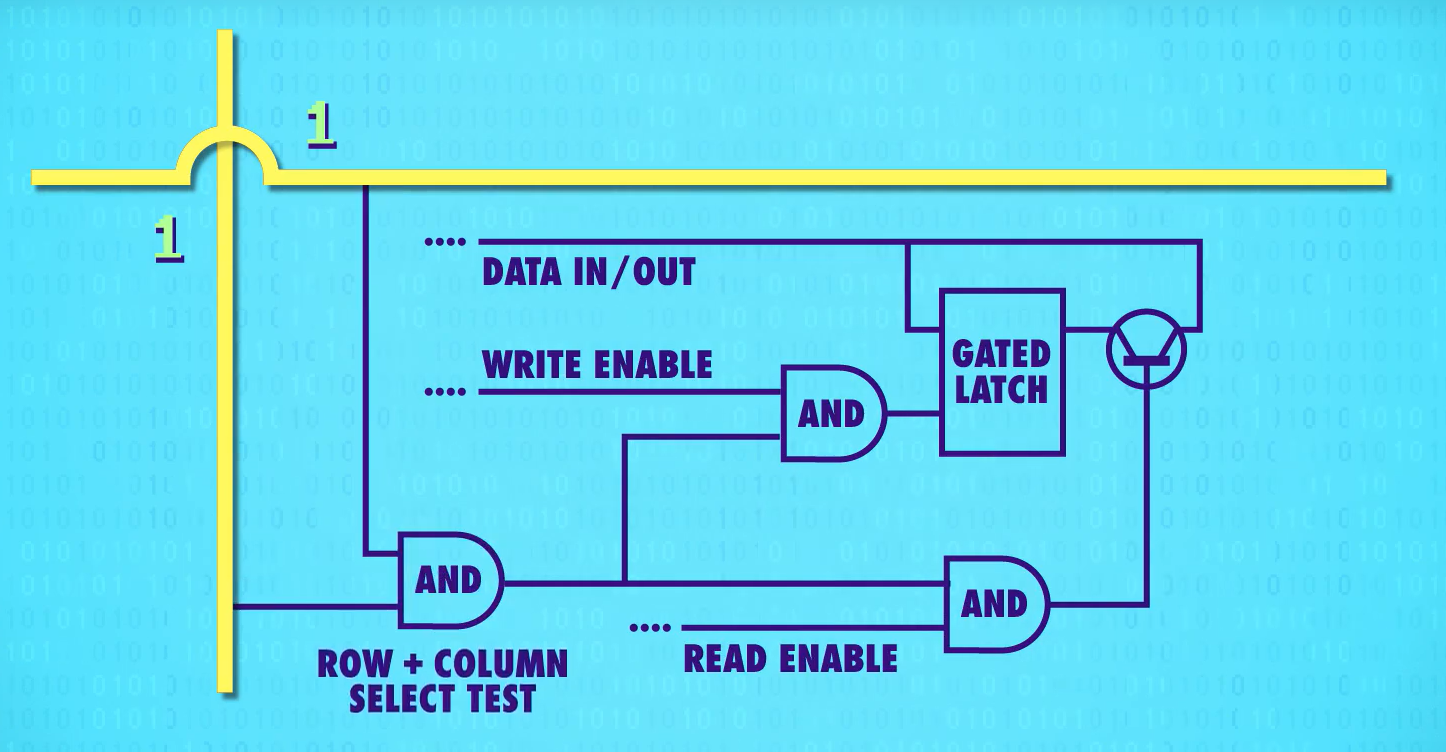 1
1
DATA IN/OUT
WRITE ENABLE
GATED
LATCH
AND
AND
AND
ROW + COLUMN
SELECT TEST
READ ENABLE